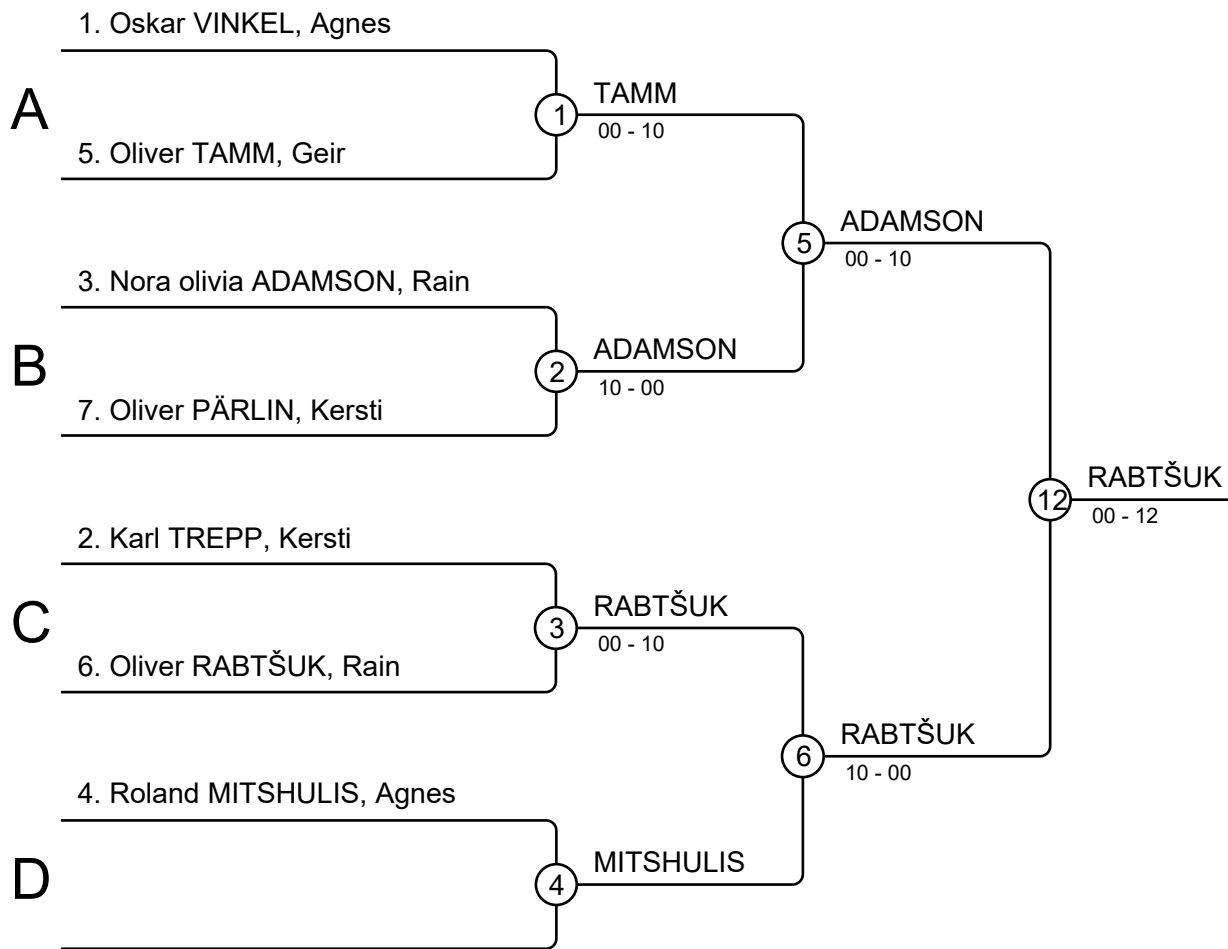 1. Oskar VINKEL, Agnes
A
1
TAMM
00 - 10
5. Oliver TAMM, Geir
5
ADAMSON
00 - 10
3. Nora olivia ADAMSON, Rain
B
2
ADAMSON
10 - 00
7. Oliver PÄRLIN, Kersti
12
RABTŠUK
00 - 12
2. Karl TREPP, Kersti
C
3
RABTŠUK
00 - 10
6. Oliver RABTŠUK, Rain
6
RABTŠUK
10 - 00
4. Roland MITSHULIS, Agnes
D
4
MITSHULIS